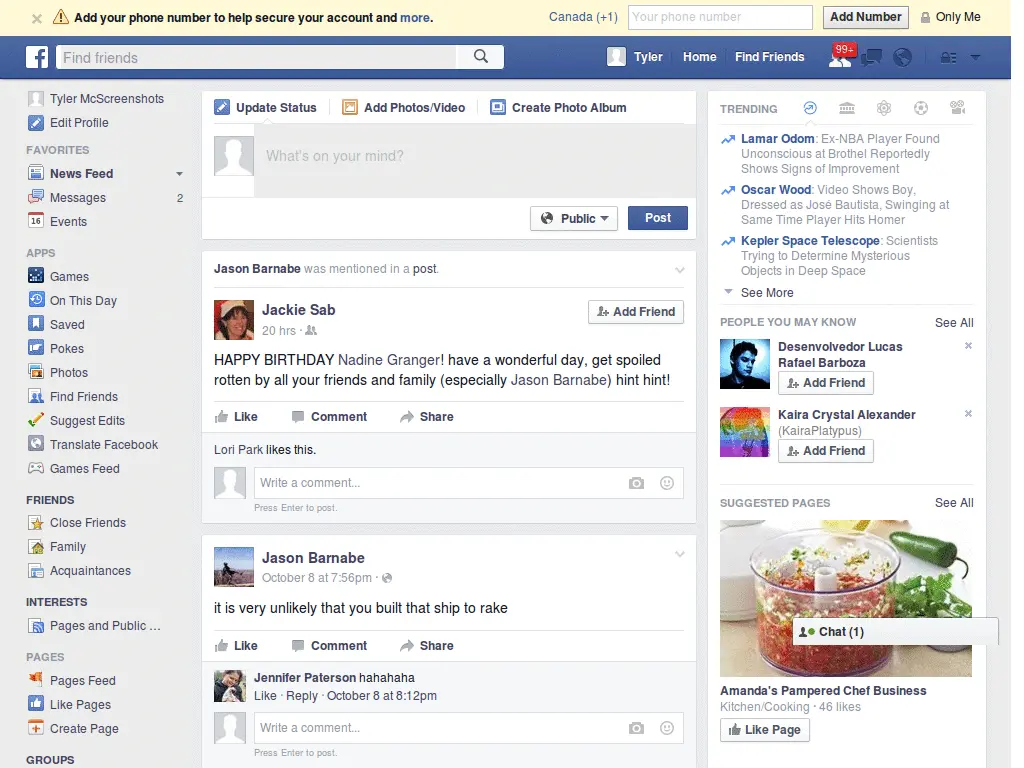 Add your phone number to help secure your account and more.
Canada (+1)
Your phone number
Add Number
Only Me
f
Find friends
Tyler
Home
Find Friends
99+
Tyler McScreenshots
Edit Profile
FAVORITES
News Feed
Messages
2
16
Events
APPS
Games
On This Day
Saved
Pokes
Photos
Find Friends
Suggest Edits
Translate Facebook
Games Feed
FRIENDS
Close Friends
Family
Acquaintances
INTERESTS
Pages and Public ...
PAGES
Pages Feed
Like Pages
Create Page
GROUPS
Update Status
Add Photos/Video
Create Photo Album
What's on your mind?
Public
Post
Jason Barnabe was mentioned in a post.
Jackie Sab
20 hrs ·
Add Friend
HAPPY BIRTHDAY Nadine Granger! have a wonderful day, get spoiled
rotten by all your friends and family (especially Jason Barnabe) hint hint!
Like
Comment
Share
Lori Park likes this.
Write a comment...
Press Enter to post.
Jason Barnabe
October 8 at 7:56pm ·
it is very unlikely that you built that ship to rake
Like
Comment
Share
Jennifer Paterson hahahaha
Like · Reply · October 8 at 8:12pm
Write a comment...
Press Enter to post.
TRENDING
Lamar Odom: Ex-NBA Player Found
Unconscious at Brothel Reportedly
Shows Signs of Improvement
Oscar Wood: Video Shows Boy,
Dressed as José Bautista, Swinging at
Same Time Player Hits Homer
Kepler Space Telescope: Scientists
Trying to Determine Mysterious
Objects in Deep Space
See More
PEOPLE YOU MAY KNOW
See All
Desenvolvedor Lucas
Rafael Barboza
Add Friend
Kaira Crystal Alexander
(KairaPlatypus)
Add Friend
SUGGESTED PAGES
See All
Chat (1)
Amanda's Pampered Chef Business
Kitchen/Cooking · 46 likes
Like Page